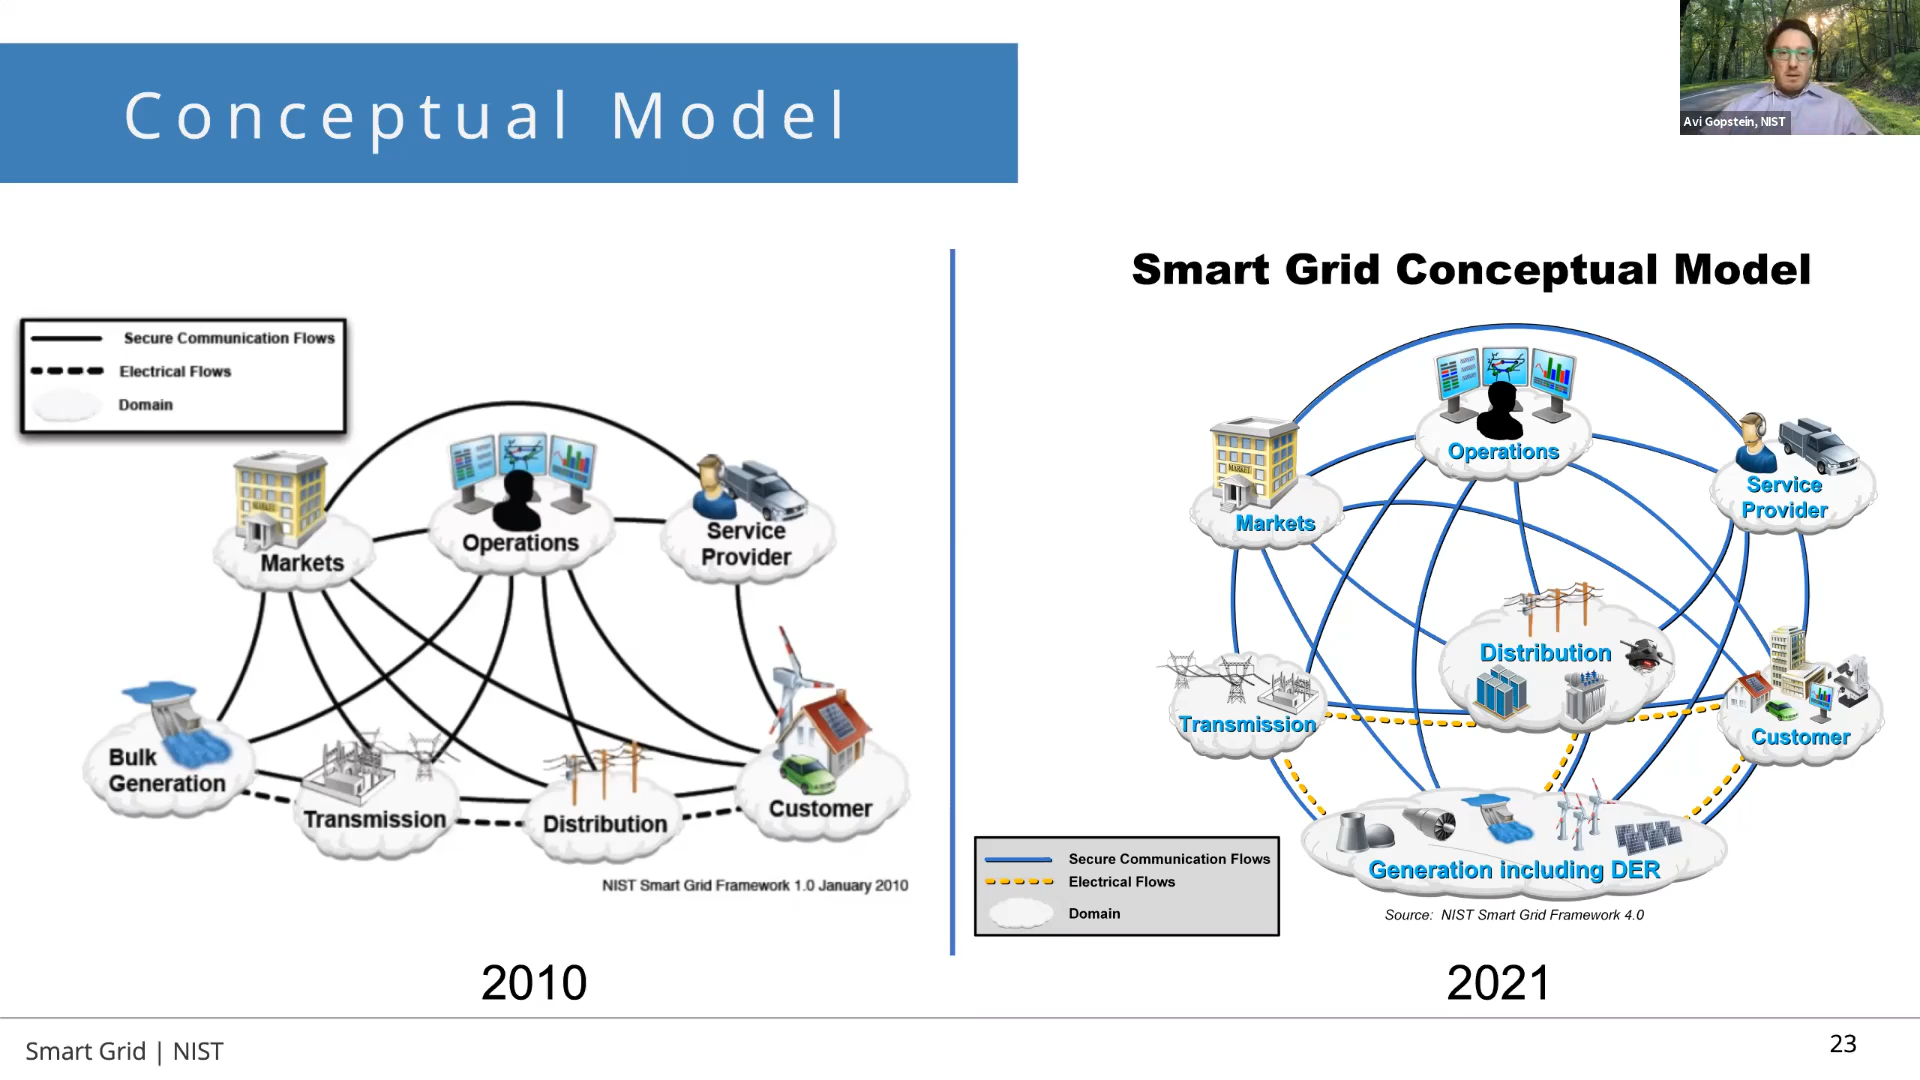 Conceptual Model
Avi Gopstein, NIST
Secure Communication Flows
Electrical Flows
Domain
MARKET
Markets
Operations
Service
Provider
Bulk
Generation
Transmission
Distribution
Customer
NIST Smart Grid Framework 1.0 January 2010
2010
Smart Grid Conceptual Model
Operations
MARKET
Markets
Service
Provider
Distribution
Transmission
Customer
Generation including DER
Secure Communication Flows
Electrical Flows
Domain
Source: NIST Smart Grid Framework 4.0
2021
Smart Grid | NIST
23